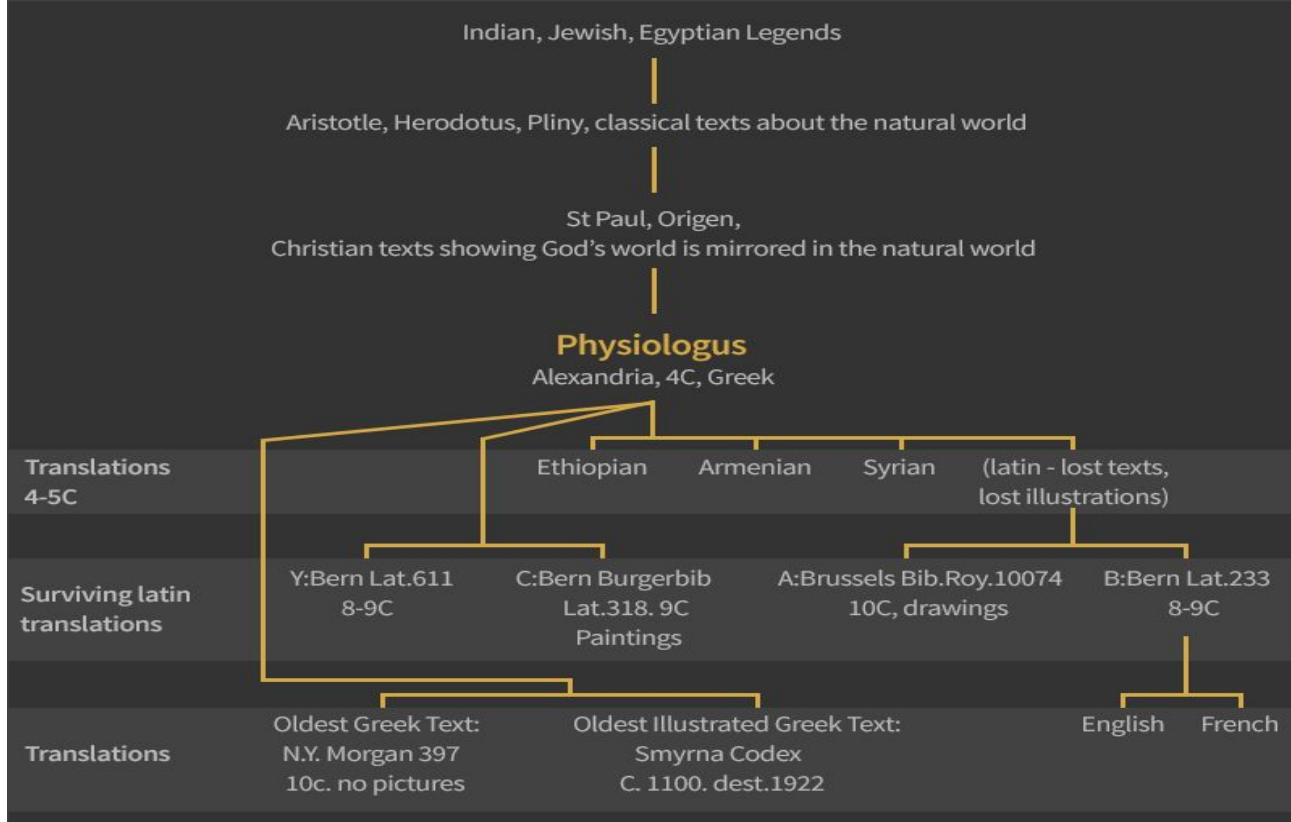 Indian, Jewish, Egyptian Legends
Aristotle, Herodotus, Pliny, classical texts about the natural world
St Paul, Origen,
Christian texts showing God's world is mirrored in the natural world
Physiologus
Alexandria, 4C, Greek
Translations
4-5C
Ethiopian
Armenian
Syrian
(latin - lost texts,
lost illustrations)
Surviving latin
translations
Y:Bern Lat.611
8-9C
C:Bern Burgerbib
Lat.318. 9C
Paintings
A:Brussels Bib.Roy.10074
10C, drawings
B:Bern Lat.233
8-9C
Translations
Oldest Greek Text:
N.Y. Morgan 397
10c. no pictures
Oldest Illustrated Greek Text:
Smyrna Codex
C. 1100. dest.1922
English
French